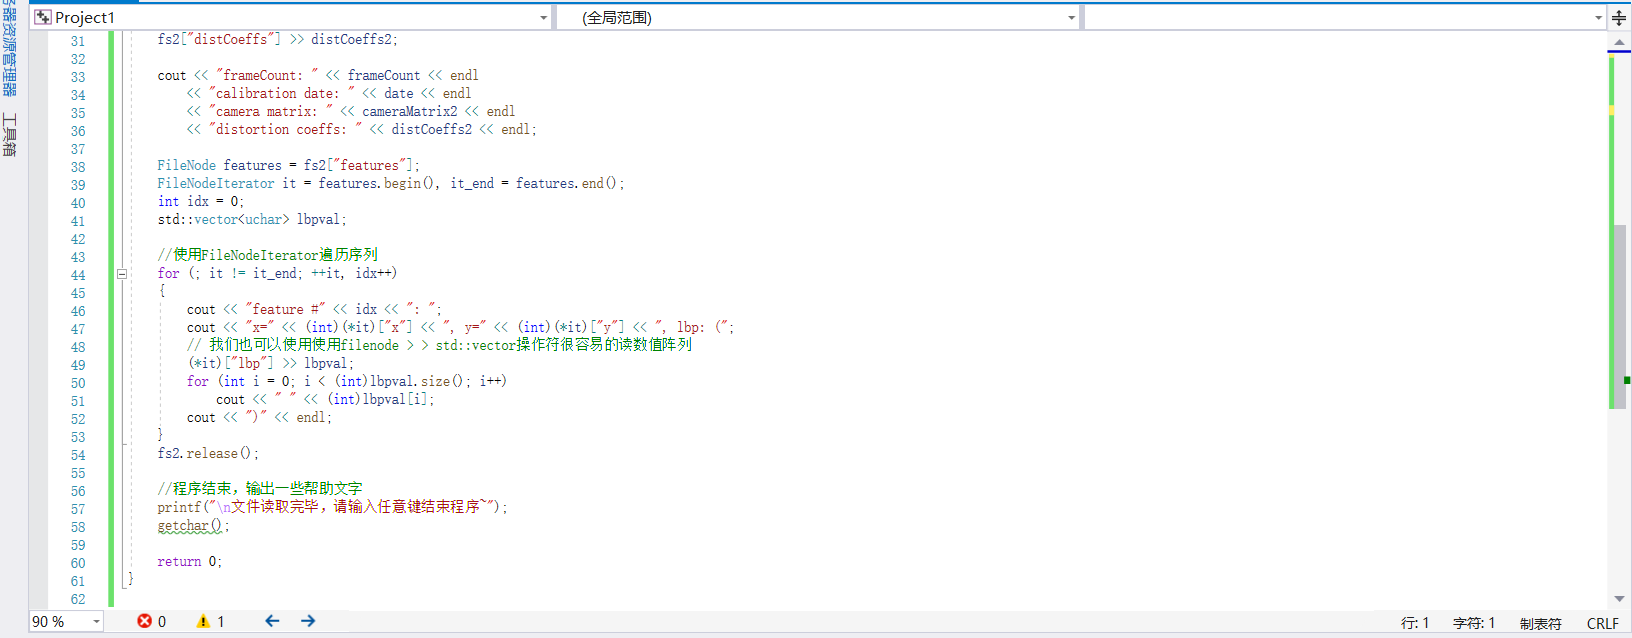 Project1
(全局范围)
资源管理器
工具箱
31 fs2["distCoeffs"] >> distCoeffs2;
32
33 cout << "frameCount: " << frameCount << endl
34 << "calibration date: " << date << endl
35 << "camera matrix: " << cameraMatrix2 << endl
36 << "distortion coeffs: " << distCoeffs2 << endl;
37
38 FileNode features = fs2["features"];
39 FileNodeIterator it = features.begin(), it_end = features.end();
40 int idx = 0;
41 std::vector<uchar> lbpval;
42
43 //使用FileNodeIterator遍历序列
44 for (; it != it_end; ++it, idx++)
45 {
46 cout << "feature #" << idx << ": ";
47 cout << "x=" << (int)(*it)["x"] << ", y=" << (int)(*it)["y"] << ", lbp: (";
48 // 我们也可以使用使用filenode > > std::vector操作符很容易的读数值阵列
49 (*it)["lbp"] >> lbpval;
50 for (int i = 0; i < (int)lbpval.size(); i++)
51 cout << " " << (int)lbpval[i];
52 cout << ")" << endl;
53 }
54 fs2.release();
55
56 //程序结束，输出一些帮助文字
57 printf("\n文件读取完毕，请输入任意键结束程序~");
58 getchar();
59
60 return 0;
61 }
62
90 % 0 1 行: 1 字符: 1 制表符 CRLF